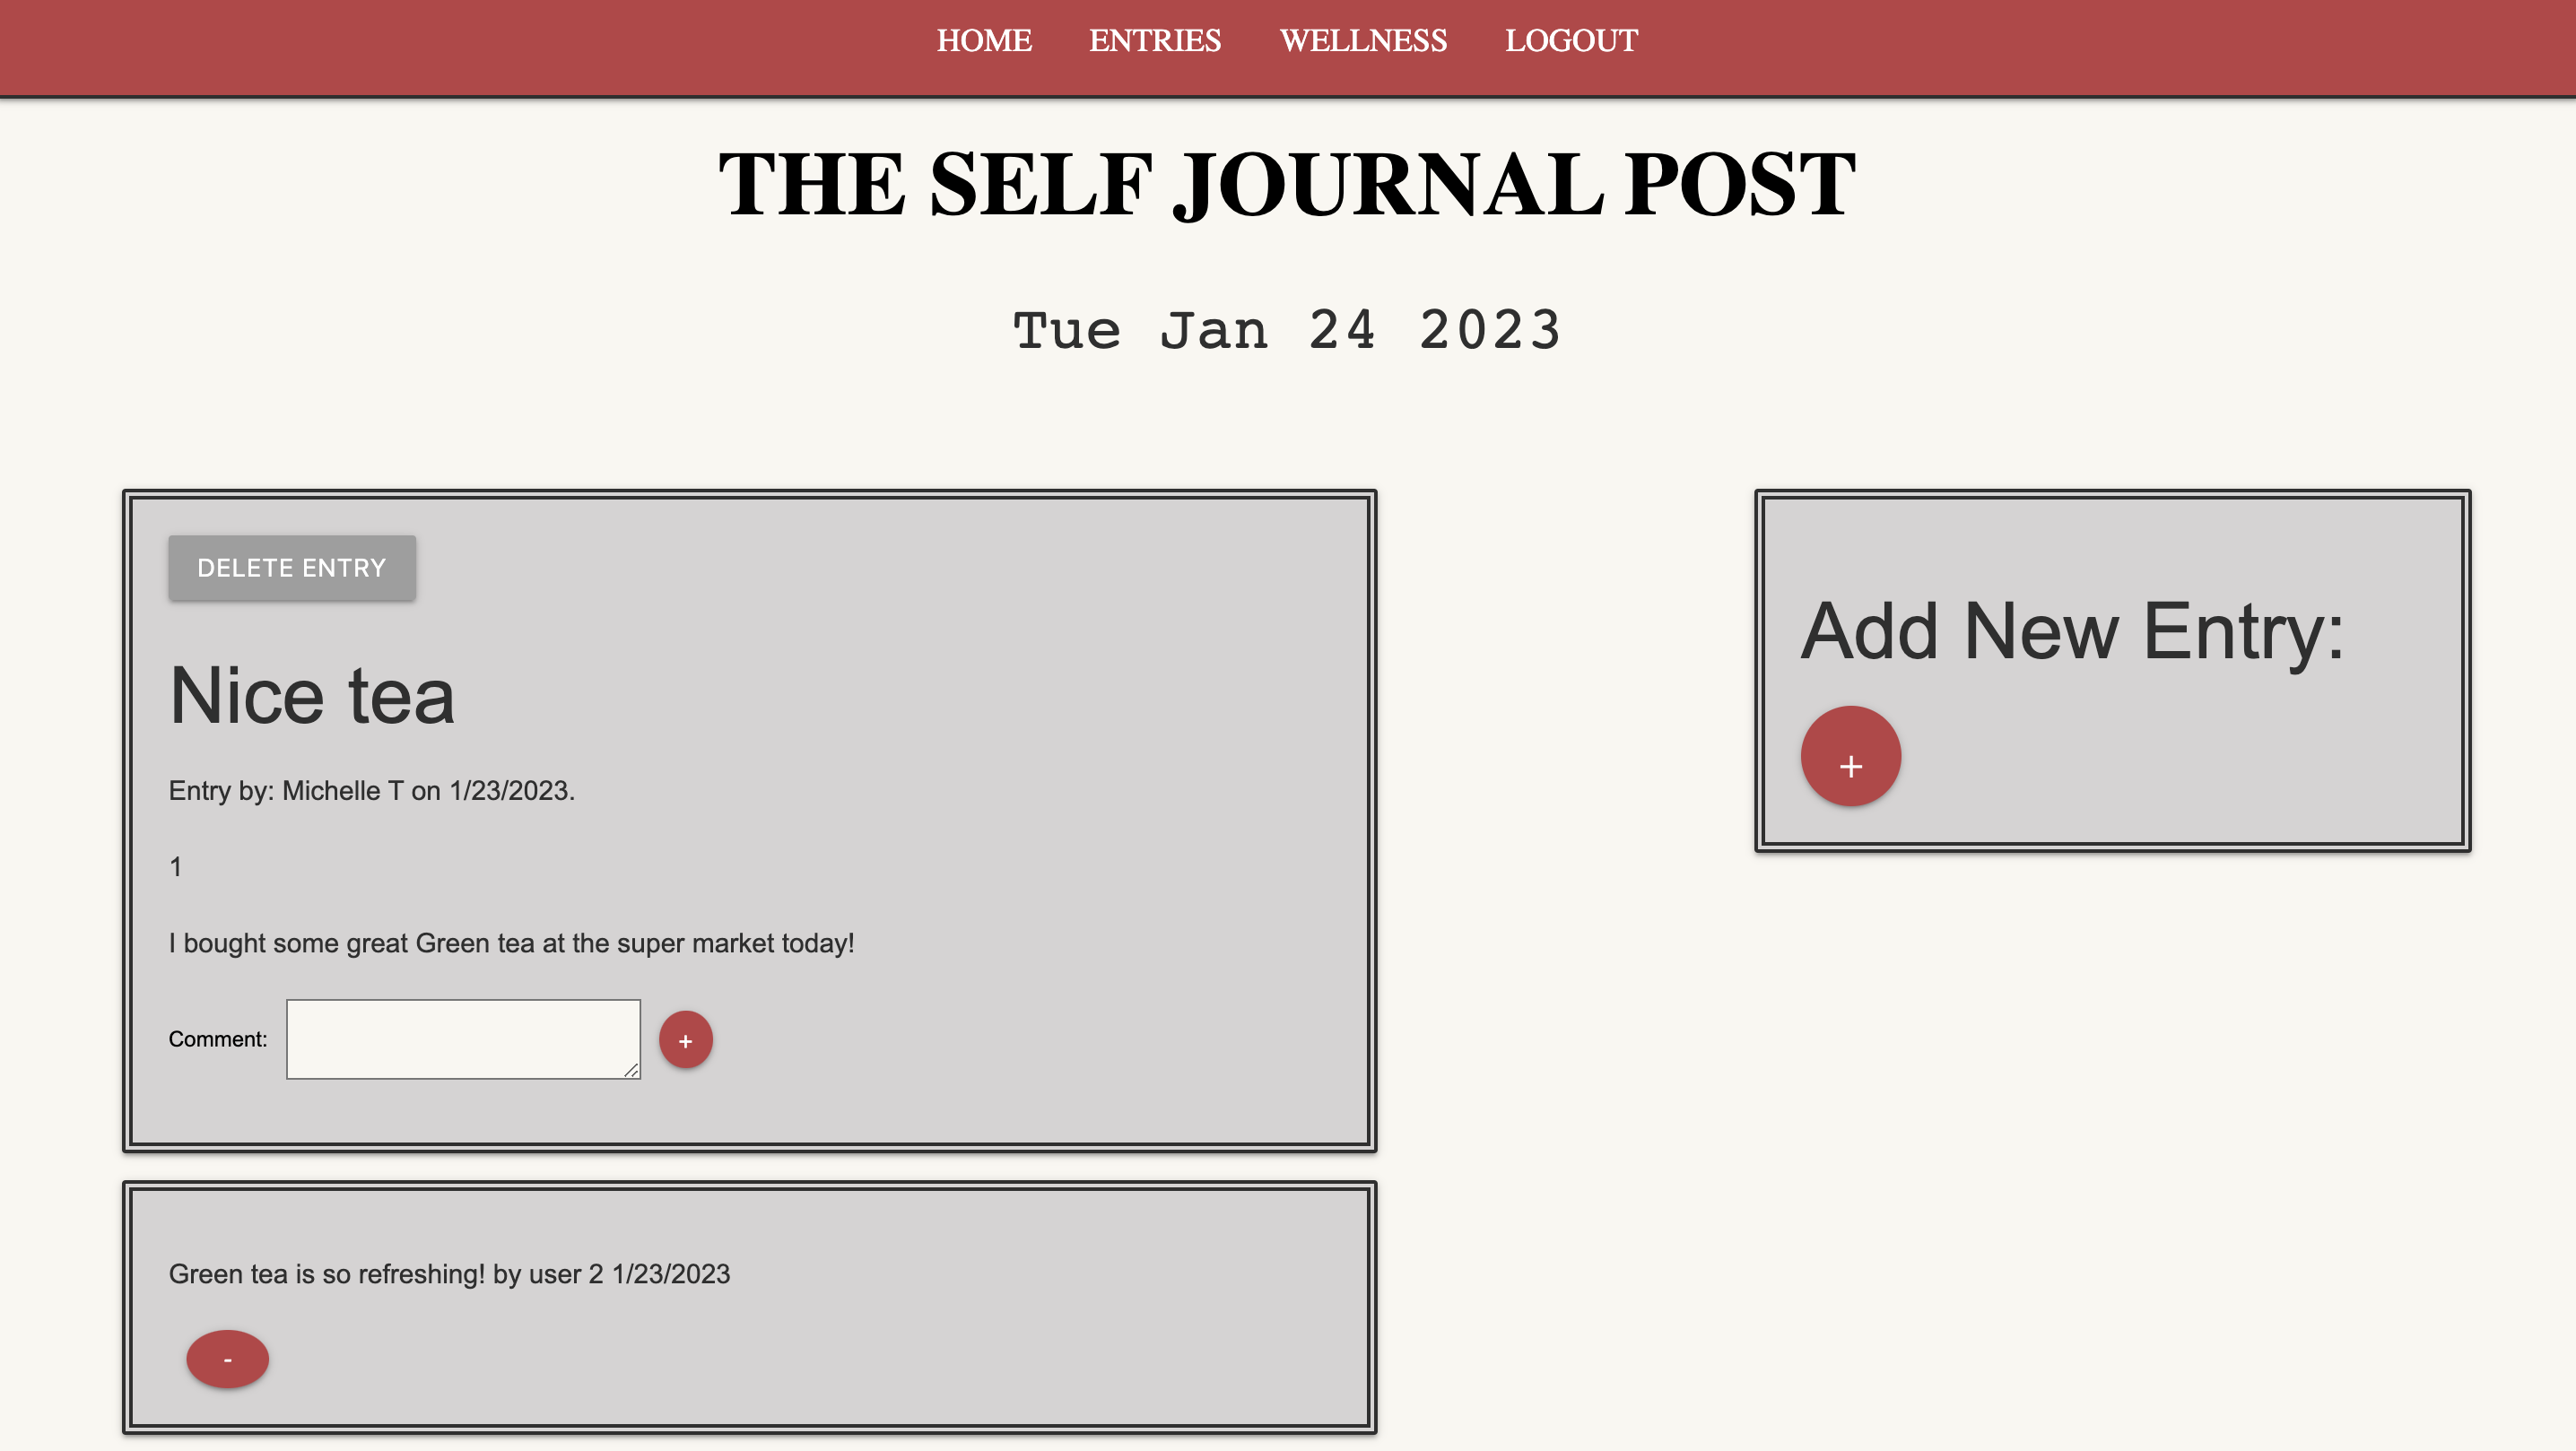 HOME ENTRIES WELLNESS LOGOUT
THE SELF JOURNAL POST
Tue Jan 24 2023
DELETE ENTRY
Nice tea
Entry by: Michelle T on 1/23/2023.
1
I bought some great Green tea at the super market today!
Comment: +
Green tea is so refreshing! by user 2 1/23/2023
-
Add New Entry:
+